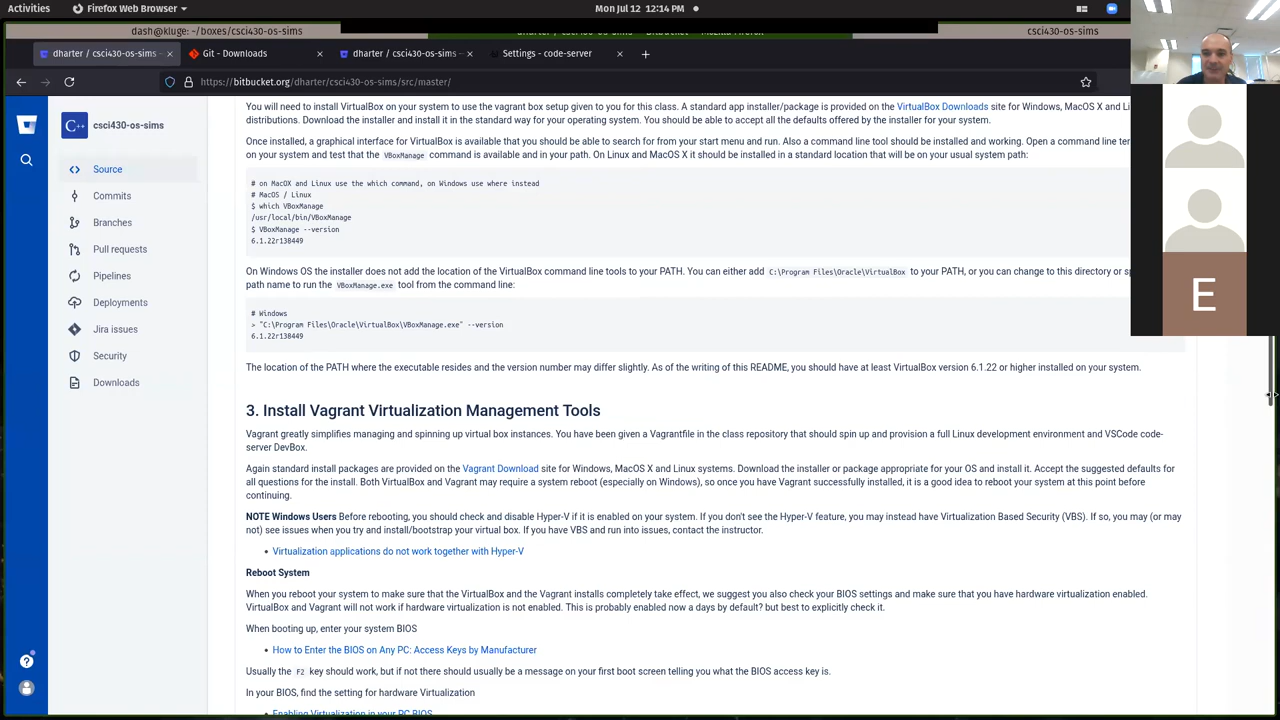 Activities
Firefox Web Browser
Mon Jul 12 12:14 PM
dash@kluge: ~/boxes/csci430-os-sims
csci430-os-sims
dharter / csci430-os-sims —
Git - Downloads
dharter / csci430-os-sims —
Settings - code-server
https://bitbucket.org/dharter/csci430-os-sims/src/master/
C++
csci430-os-sims
Source
Commits
Branches
Pull requests
Pipelines
Deployments
Jira issues
Security
Downloads
You will need to install VirtualBox on your system to use the vagrant box setup given to you for this class. A standard app installer/package is provided on the VirtualBox Downloads site for Windows, MacOS X and Li
distributions. Download the installer and install it in the standard way for your operating system. You should be able to accept all the defaults offered by the installer for your system.
Once installed, a graphical interface for VirtualBox is available that you should be able to search for from your start menu and run. Also a command line tool should be installed and working. Open a command line ter
on your system and test that the VBoxManage command is available and in your path. On Linux and MacOS X it should be installed in a standard location that will be on your usual system path:
# on MacOX and Linux use the which command, on Windows use where instead
# MacOS / Linux
$ which VBoxManage
/usr/local/bin/VBoxManage
$ VBoxManage --version
6.1.22r138449
On Windows OS the installer does not add the location of the VirtualBox command line tools to your PATH. You can either add C:\Program Files\Oracle\VirtualBox to your PATH, or you can change to this directory or sp
path name to run the VBoxManage.exe tool from the command line:
# Windows
> "C:\Program Files\Oracle\VirtualBox\VBoxManage.exe" --version
6.1.22r138449
The location of the PATH where the executable resides and the version number may differ slightly. As of the writing of this README, you should have at least VirtualBox version 6.1.22 or higher installed on your system.
3. Install Vagrant Virtualization Management Tools
Vagrant greatly simplifies managing and spinning up virtual box instances. You have been given a Vagrantfile in the class repository that should spin up and provision a full Linux development environment and VSCode code-
server DevBox.
Again standard install packages are provided on the Vagrant Download site for Windows, MacOS X and Linux systems. Download the installer or package appropriate for your OS and install it. Accept the suggested defaults for
all questions for the install. Both VirtualBox and Vagrant may require a system reboot (especially on Windows), so once you have Vagrant successfully installed, it is a good idea to reboot your system at this point before
continuing.
NOTE Windows Users Before rebooting, you should check and disable Hyper-V if it is enabled on your system. If you don't see the Hyper-V feature, you may instead have Virtualization Based Security (VBS). If so, you may (or may
not) see issues when you try and install/bootstrap your virtual box. If you have VBS and run into issues, contact the instructor.
• Virtualization applications do not work together with Hyper-V
Reboot System
When you reboot your system to make sure that the VirtualBox and the Vagrant installs completely take effect, we suggest you also check your BIOS settings and make sure that you have hardware virtualization enabled.
VirtualBox and Vagrant will not work if hardware virtualization is not enabled. This is probably enabled now a days by default? but best to explicitly check it.
When booting up, enter your system BIOS
• How to Enter the BIOS on Any PC: Access Keys by Manufacturer
Usually the F2 key should work, but if not there should usually be a message on your first boot screen telling you what the BIOS access key is.
In your BIOS, find the setting for hardware Virtualization
• Enabling Virtualization in your PC BIOS
E